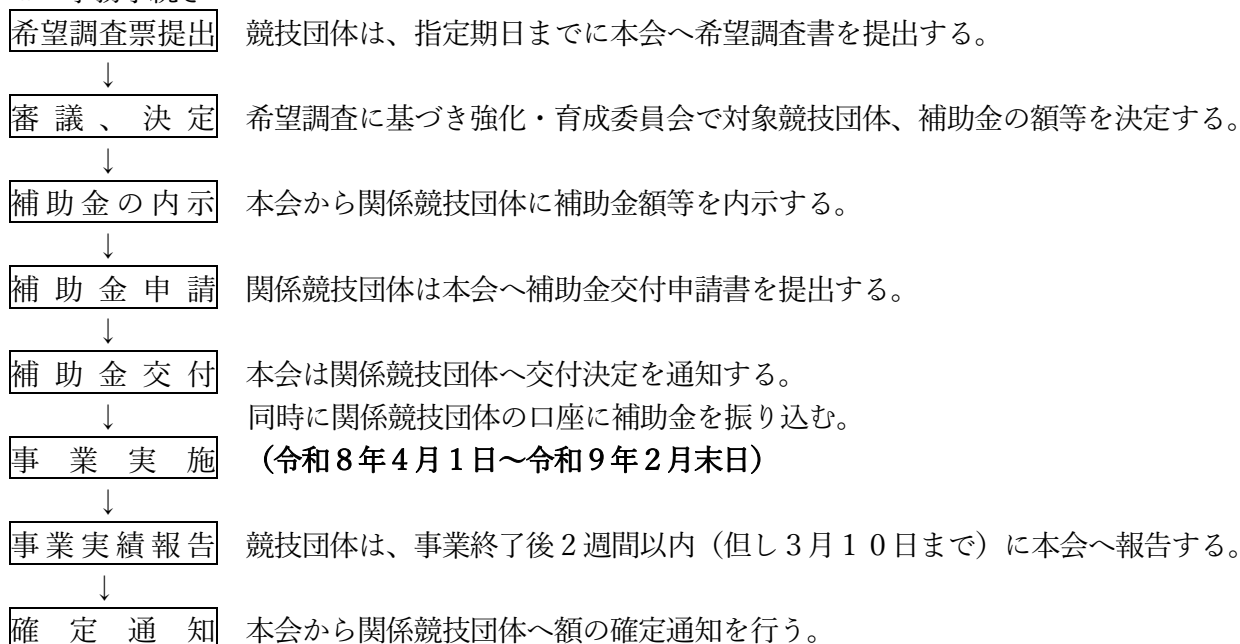 希望調査票提出 競技団体は、指定期日までに本会へ希望調査書を提出する。
↓
審議、決定 希望調査に基づき強化・育成委員会で対象競技団体、補助金の額等を決定する。
↓
補助金の内示 本会から関係競技団体に補助金額等を内示する。
↓
補助金申請 関係競技団体は本会へ補助金交付申請書を提出する。
↓
補助金交付 本会は関係競技団体へ交付決定を通知する。
↓ 同時に関係競技団体の口座に補助金を振り込む。
事業実施 (令和8年4月1日~令和9年2月末日)
↓
事業実績報告 競技団体は、事業終了後2週間以内(但し3月10日まで)に本会へ報告する。
↓
確定通知 本会から関係競技団体へ額の確定通知を行う。